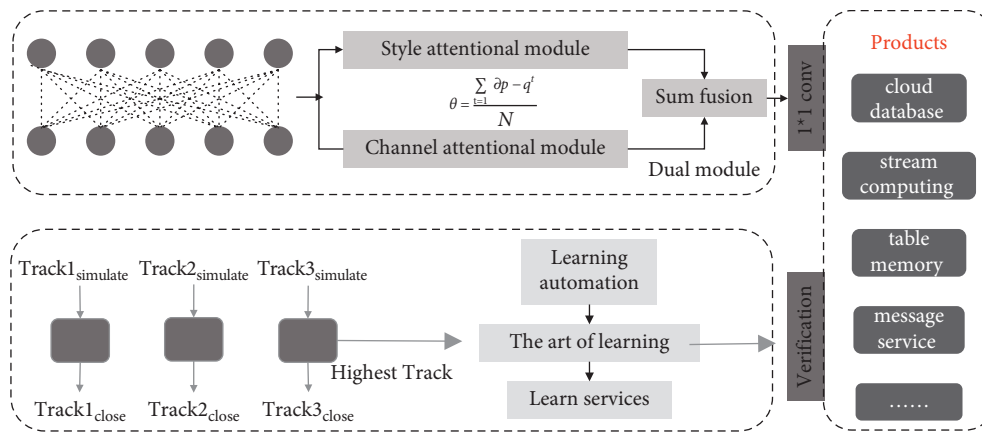 Style attentional module
θ = ∑ t=1 ∂p − qᵗ / N
Channel attentional module
Sum fusion
Dual module
1*1 conv
Products
cloud
database
stream
computing
table
memory
message
service
......
Track1simulate
Track2simulate
Track3simulate
Highest Track
Track1close
Track2close
Track3close
Learning
automation
The art of learning
Learn services
Verification